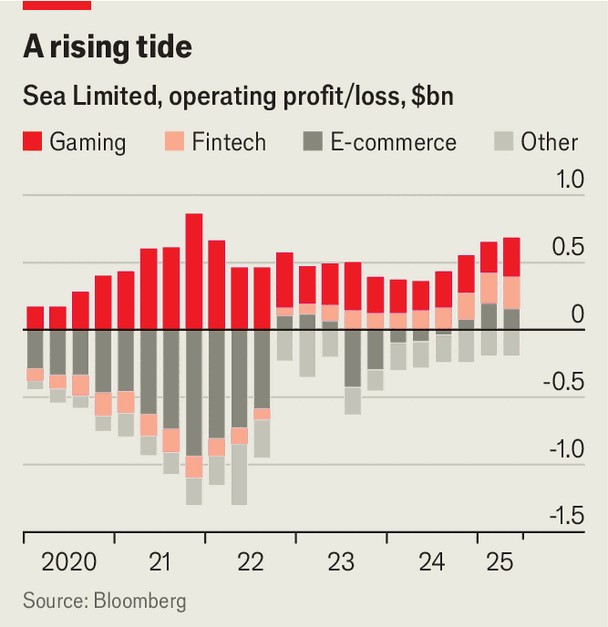 A rising tide
Sea Limited, operating profit/loss, $bn
Gaming Fintech E-commerce Other
1.0
0.5
0
-0.5
-1.0
-1.5
2020 21 22 23 24 25
Source: Bloomberg